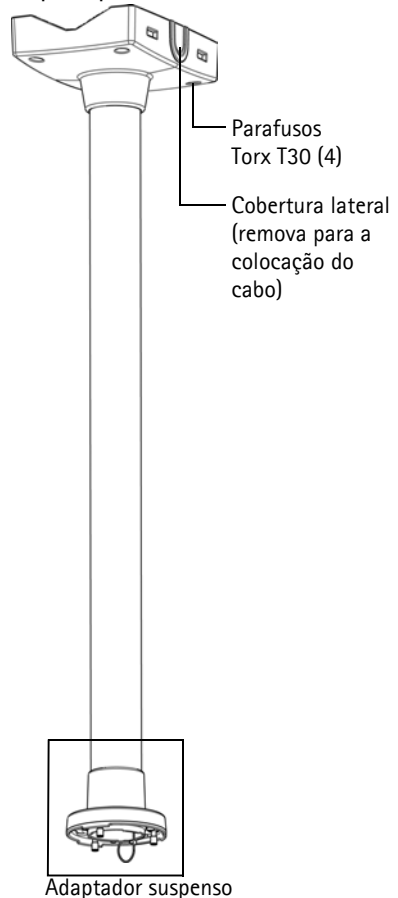 Parafusos
Torx T30 (4)
Cobertura lateral
(remova para a
colocação do
cabo)
Adaptador suspenso